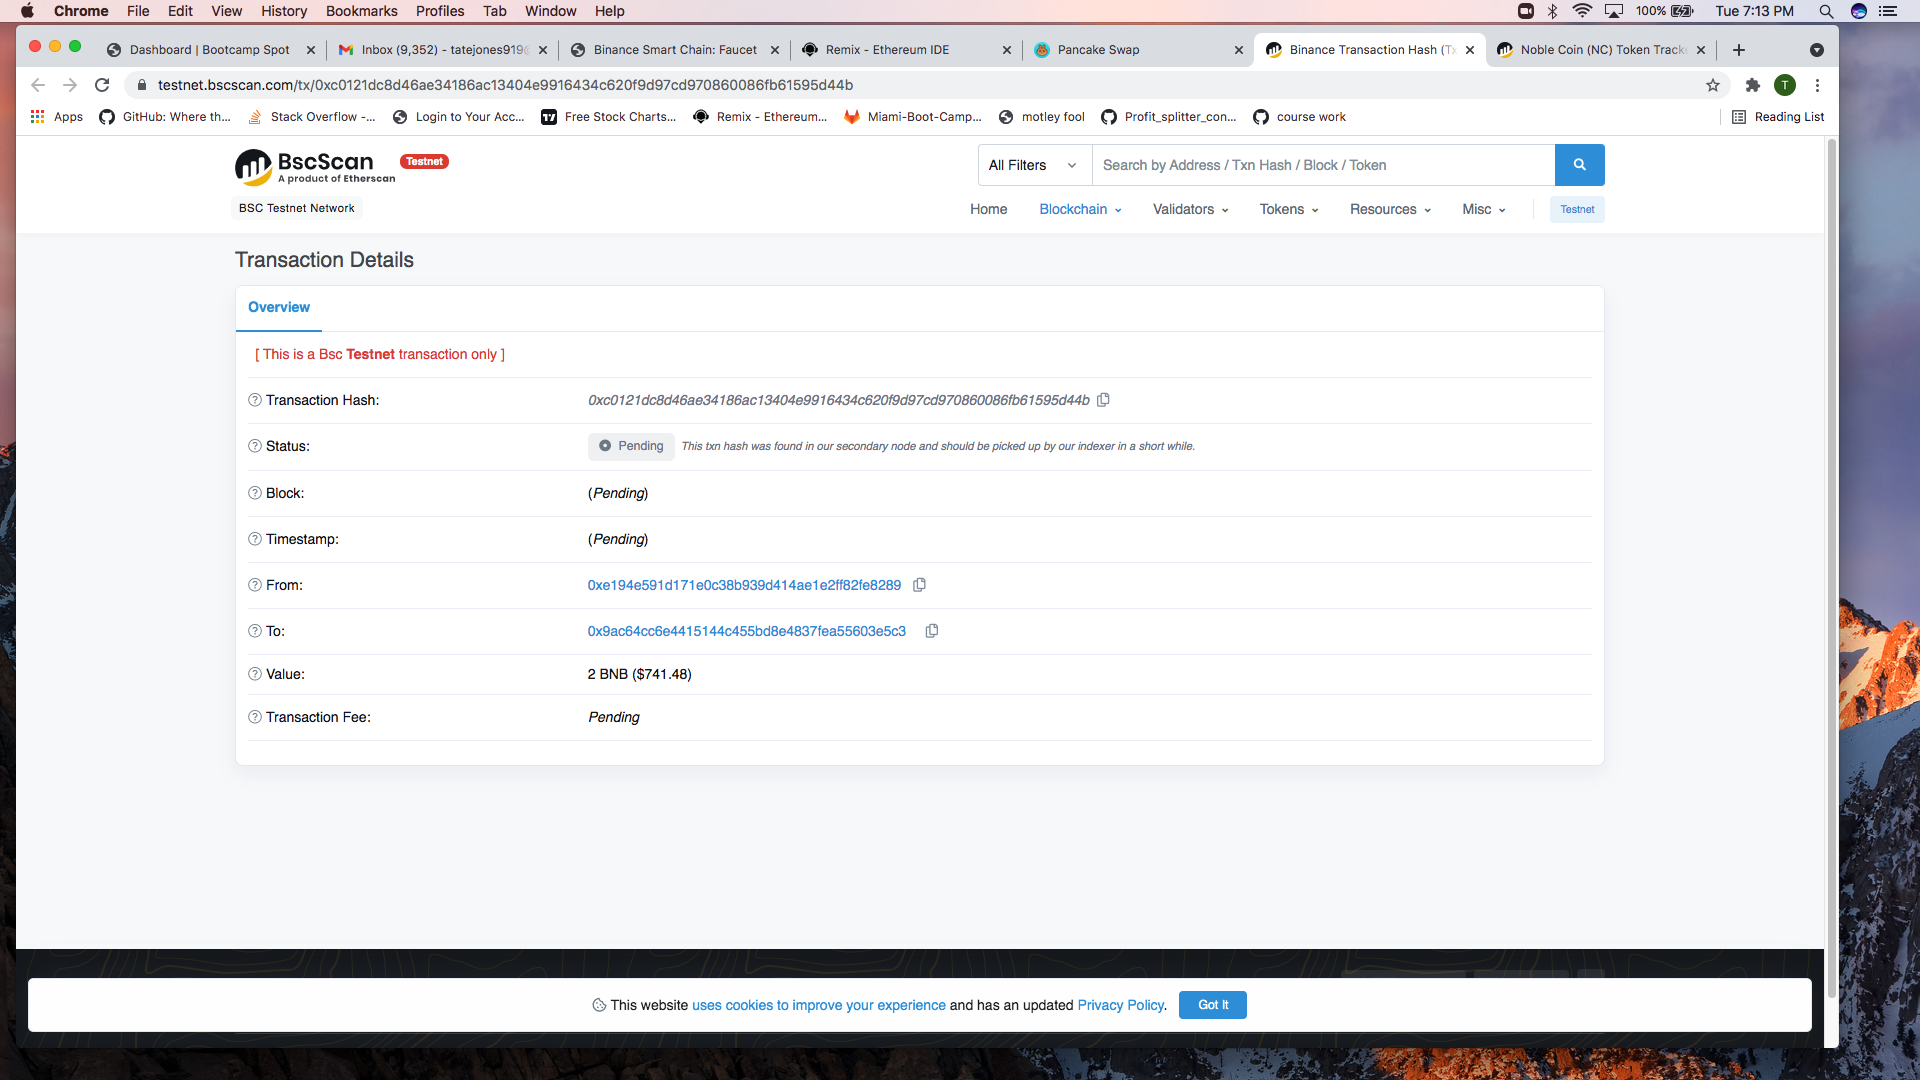 Chrome File Edit View History Bookmarks Profiles Tab Window Help 100% Tue 7:13 PM
Dashboard | Bootcamp Spot Inbox (9,352) - tatejones919@ Binance Smart Chain: Faucet Remix - Ethereum IDE Pancake Swap Binance Transaction Hash (Tx Noble Coin (NC) Token Track
testnet.bscscan.com/tx/0xc0121dc8d46ae34186ac13404e9916434c620f9d97cd970860086fb61595d44b T
Apps GitHub: Where th... Stack Overflow -... Login to Your Acc... Free Stock Charts... Remix - Ethereum... Miami-Boot-Camp... motley fool Profit_splitter_con... course work Reading List
BscScan Testnet
A product of Etherscan
All Filters Search by Address / Txn Hash / Block / Token
BSC Testnet Network
Home Blockchain Validators Tokens Resources Misc Testnet
Transaction Details
Overview
[ This is a Bsc Testnet transaction only ]
Transaction Hash: 0xc0121dc8d46ae34186ac13404e9916434c620f9d97cd970860086fb61595d44b
Status: Pending This txn hash was found in our secondary node and should be picked up by our indexer in a short while.
Block: (Pending)
Timestamp: (Pending)
From: 0xe194e591d171e0c38b939d414ae1e2ff82fe8289
To: 0x9ac64cc6e4415144c455bd8e4837fea55603e5c3
Value: 2 BNB ($741.48)
Transaction Fee: Pending
This website uses cookies to improve your experience and has an updated Privacy Policy. Got It